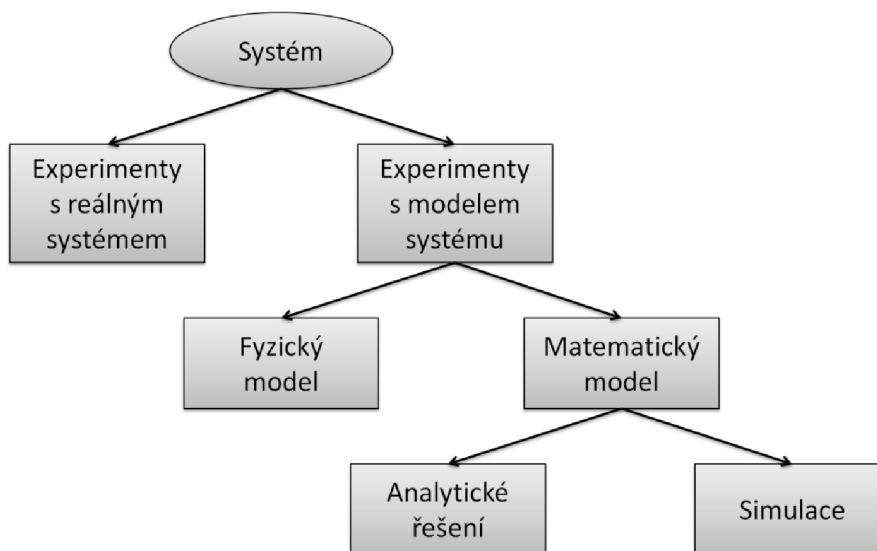 Systém
Experimenty
s reálným
systémem
Experimenty
s modelem
systému
Fyzický
model
Matematický
model
Analytické
řešení
Simulace